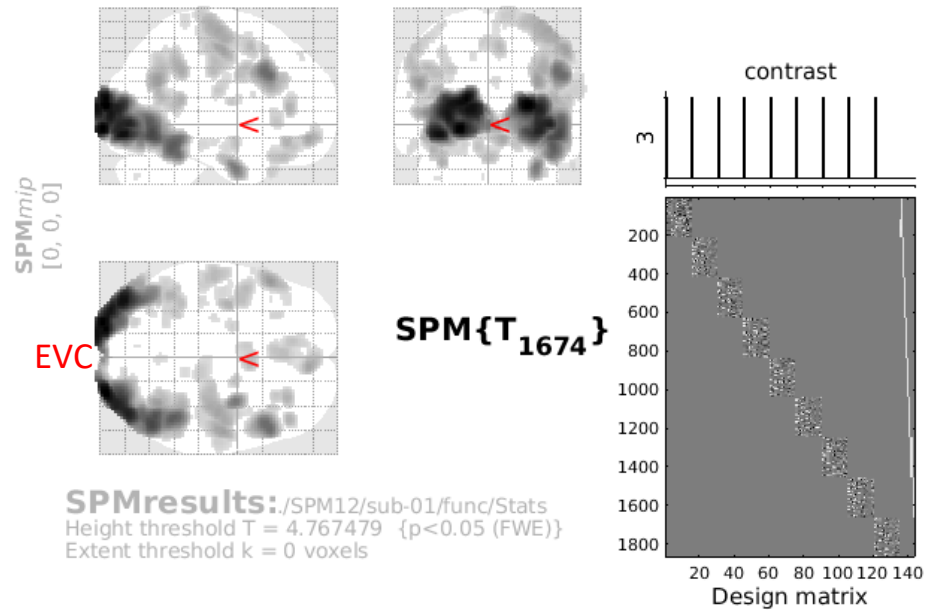 contrast
3
SPMmip
[0, 0, 0]
<
<
<
EVC
SPM{T1674}
200
400
600
800
1000
1200
1400
1600
1800
20 40 60 80 100 120 140
Design matrix
SPMresults:./SPM12/sub-01/func/Stats
Height threshold T = 4.767479 {p<0.05 (FWE)}
Extent threshold k = 0 voxels